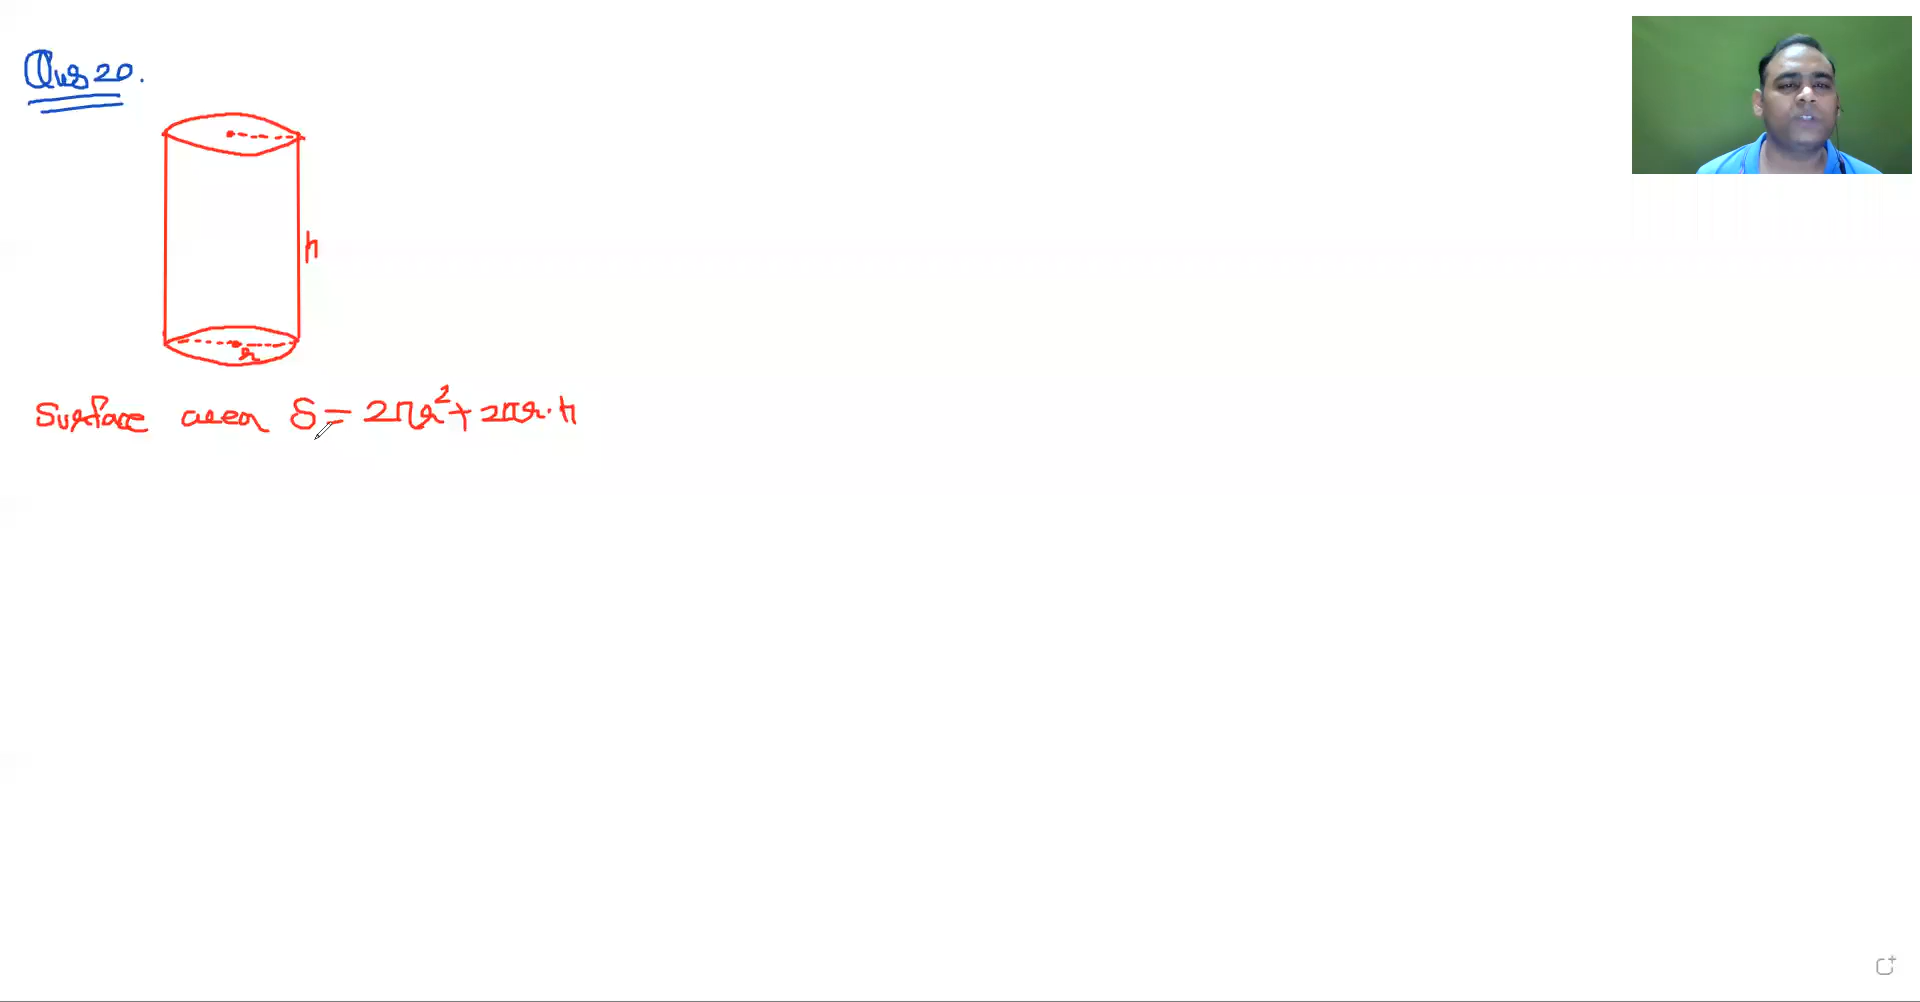 Ques 20.
h
r
Surface area S = 2πr² + 2πr·h